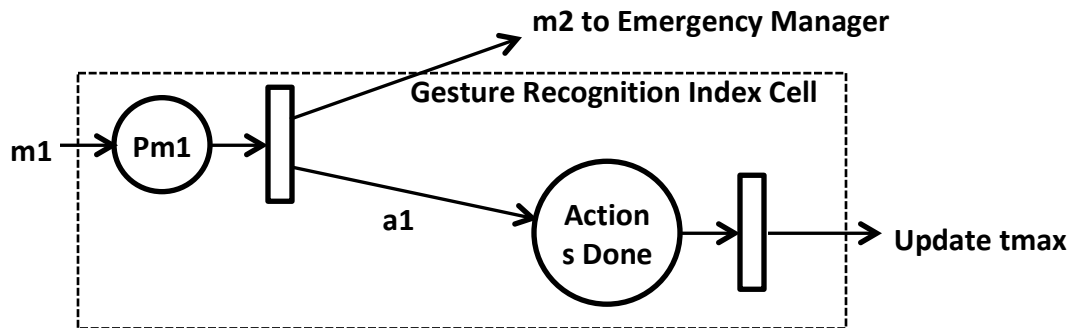 m2 to Emergency Manager
Gesture Recognition Index Cell
m1
Pm1
a1
Action
s Done
Update tmax